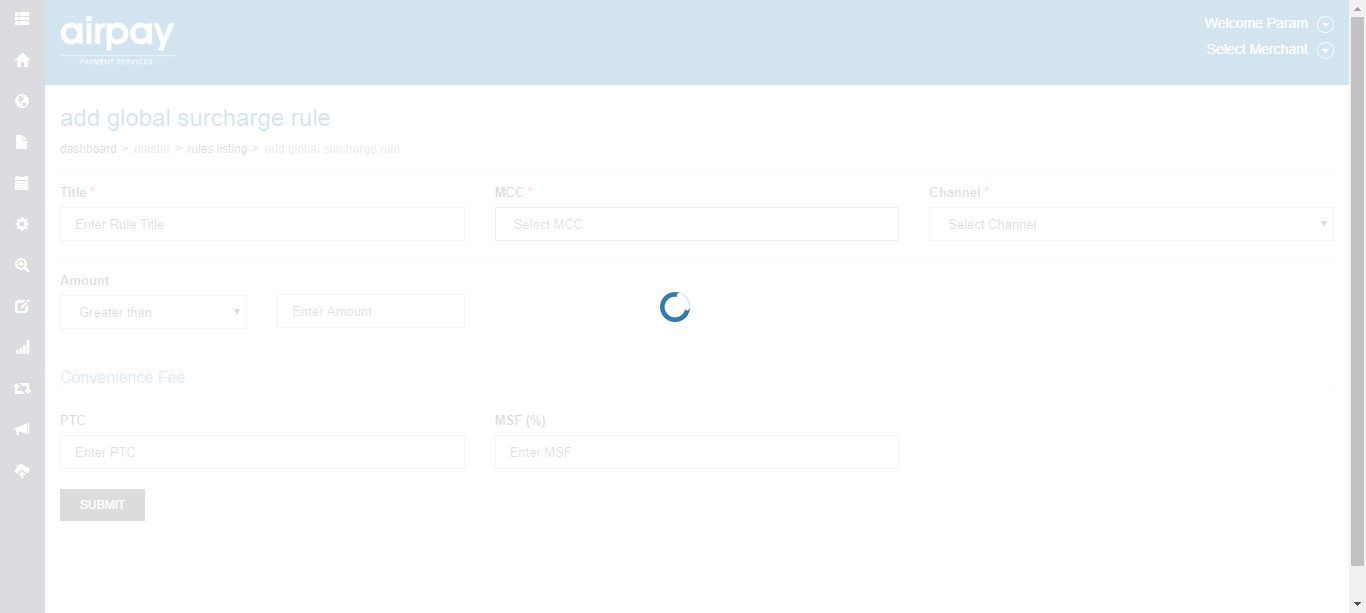 airpay
PAYMENT SERVICES
Welcome Param
Select Merchant
add global surcharge rule
dashboard > master > rules listing > add global surcharge rule
Title * MCC * Channel *
Enter Rule Title Select MCC Select Channel
Amount
Greater than Enter Amount
Convenience Fee
PTC MSF (%)
Enter PTC Enter MSF
SUBMIT